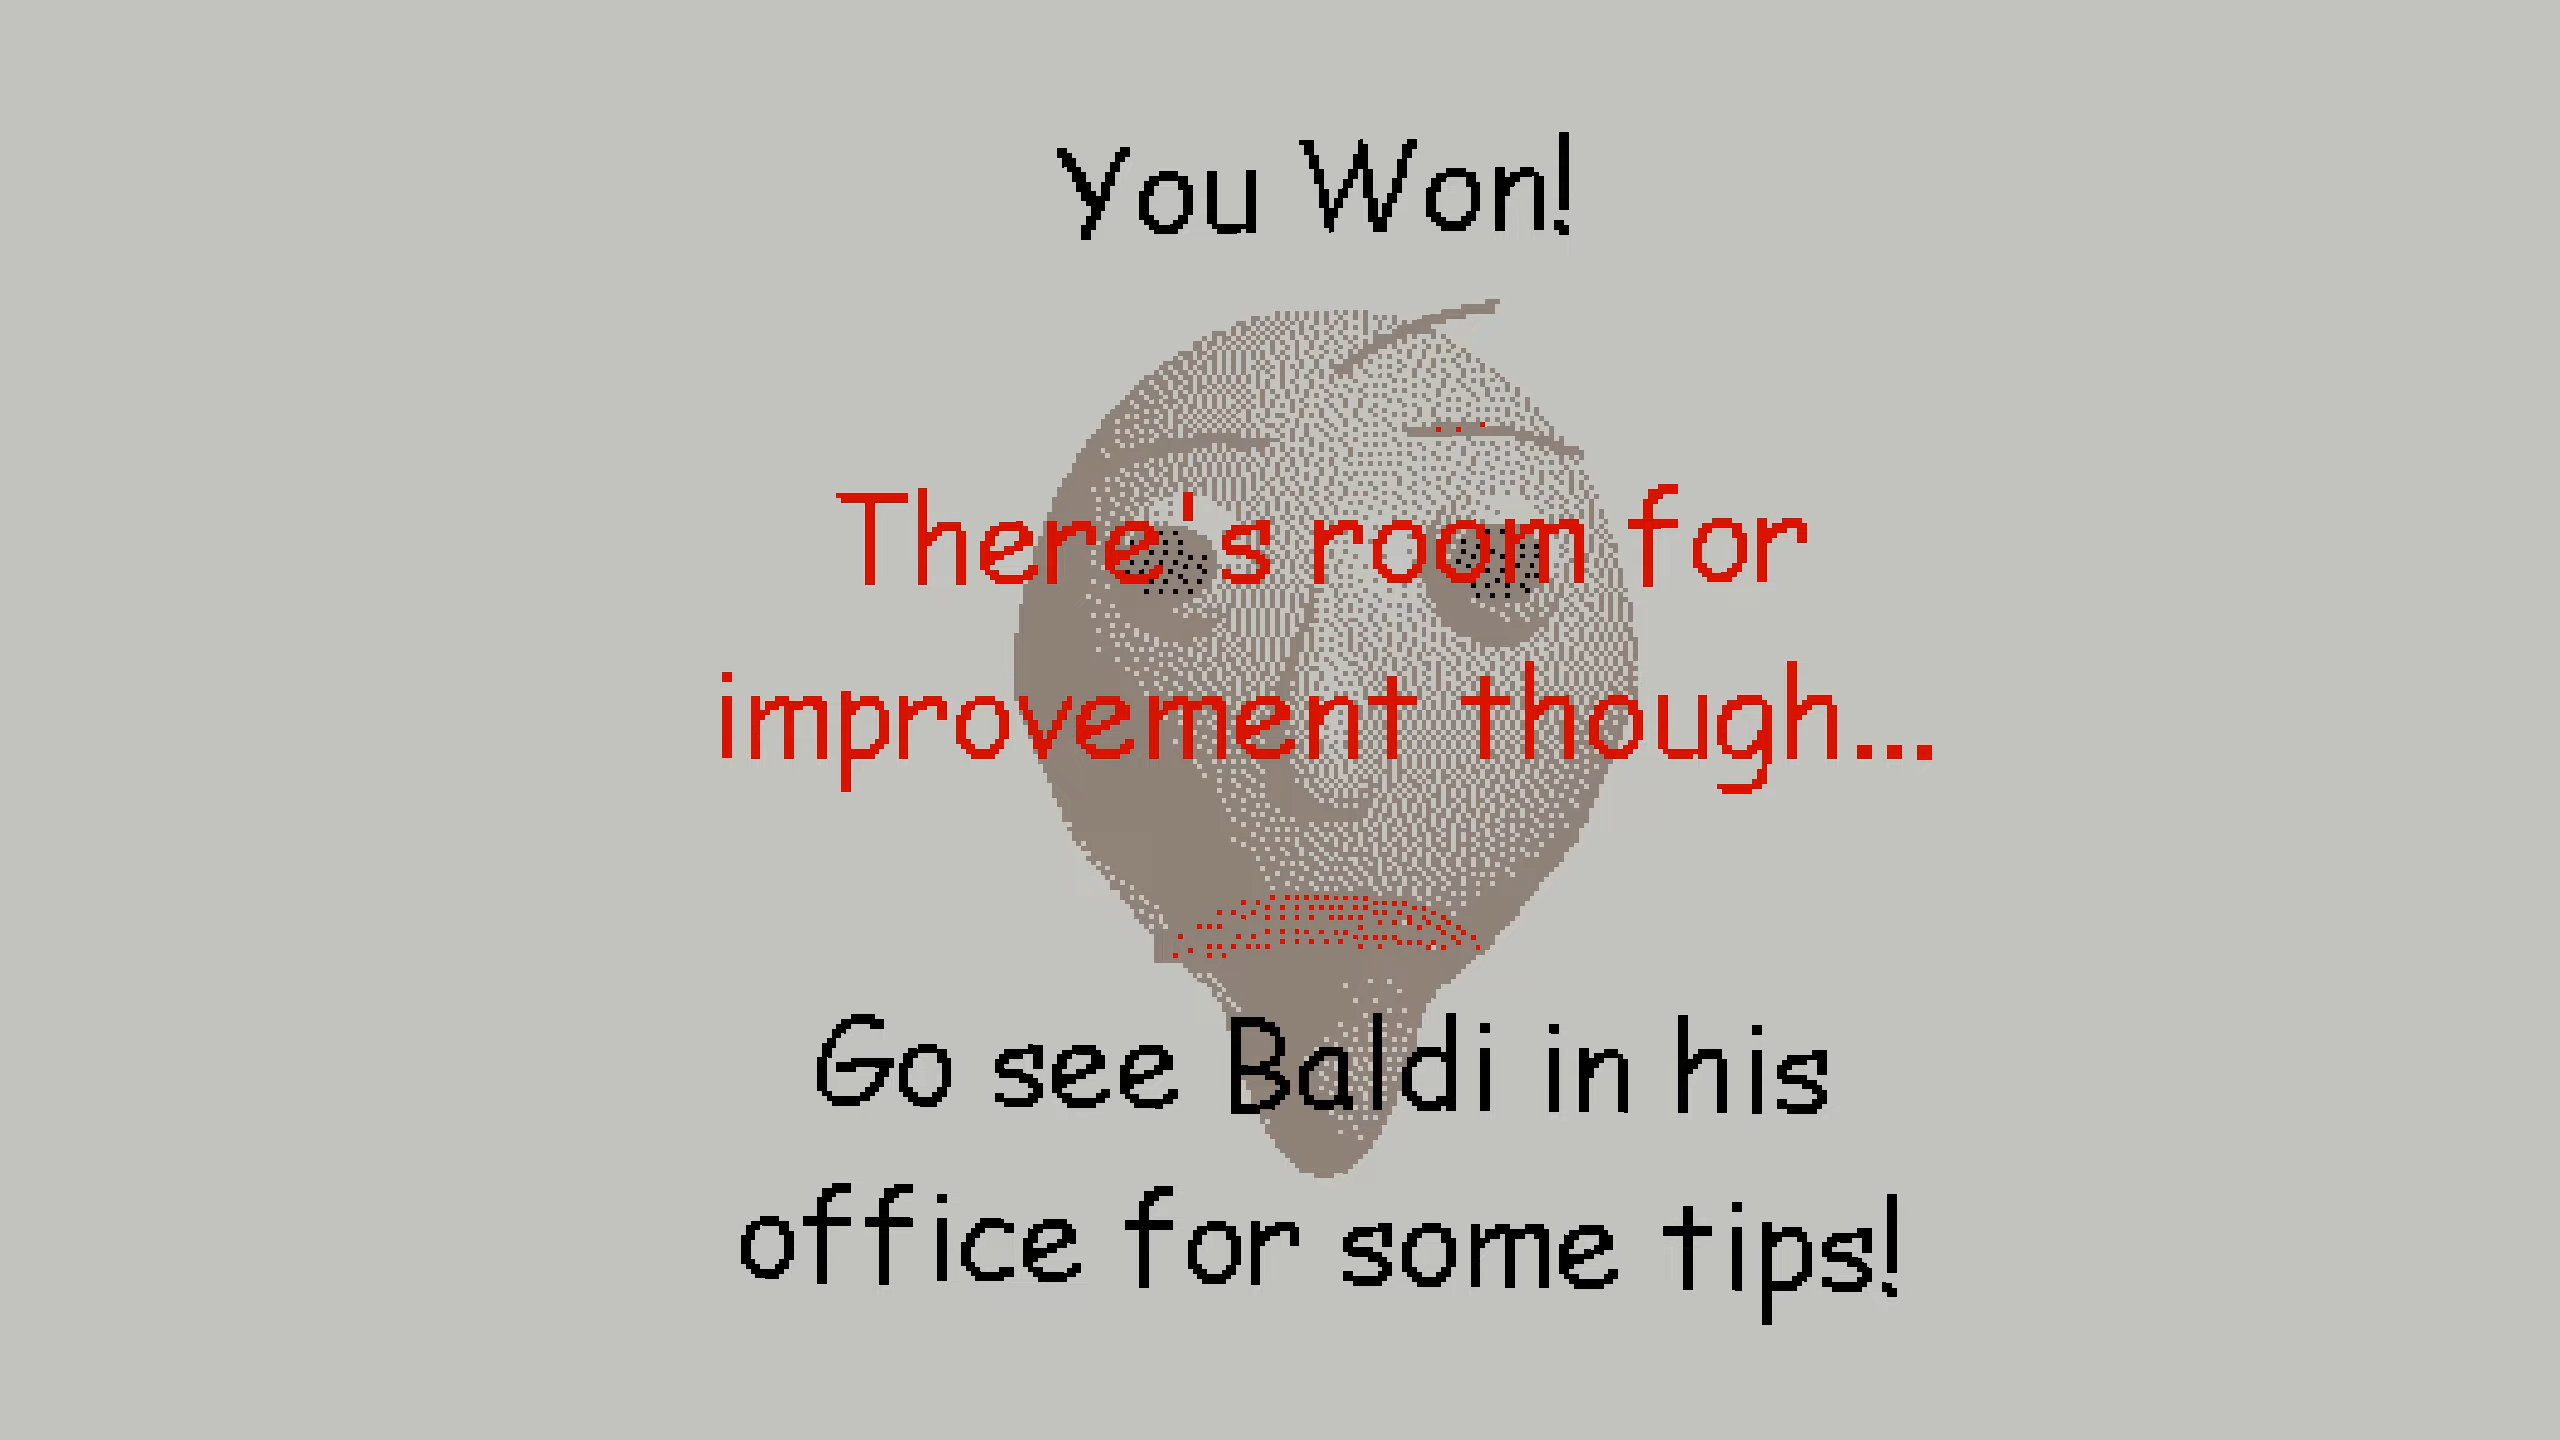 You Won!
There's room for
improvement though...
Go see Baldi in his
office for some tips!